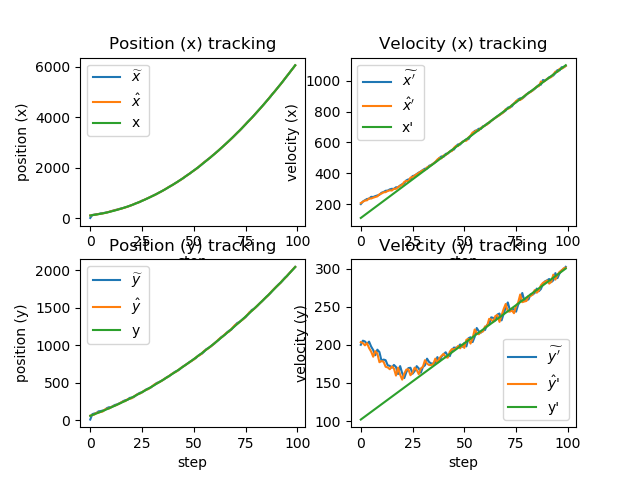 Position (x) tracking
position (x)
6000
4000
2000
0
x̃
x̂
x
0 25 50 75 100
Velocity (x) tracking
velocity (x)
1000
800
600
400
200
x̃'
x̂'
x'
0 25 50 75 100
Position (y) tracking
position (y)
2000
1500
1000
500
0
ỹ
ŷ
y
0 25 50 75 100
step
Velocity (y) tracking
velocity (y)
300
250
200
150
100
ỹ'
ŷ'
y'
0 25 50 75 100
step